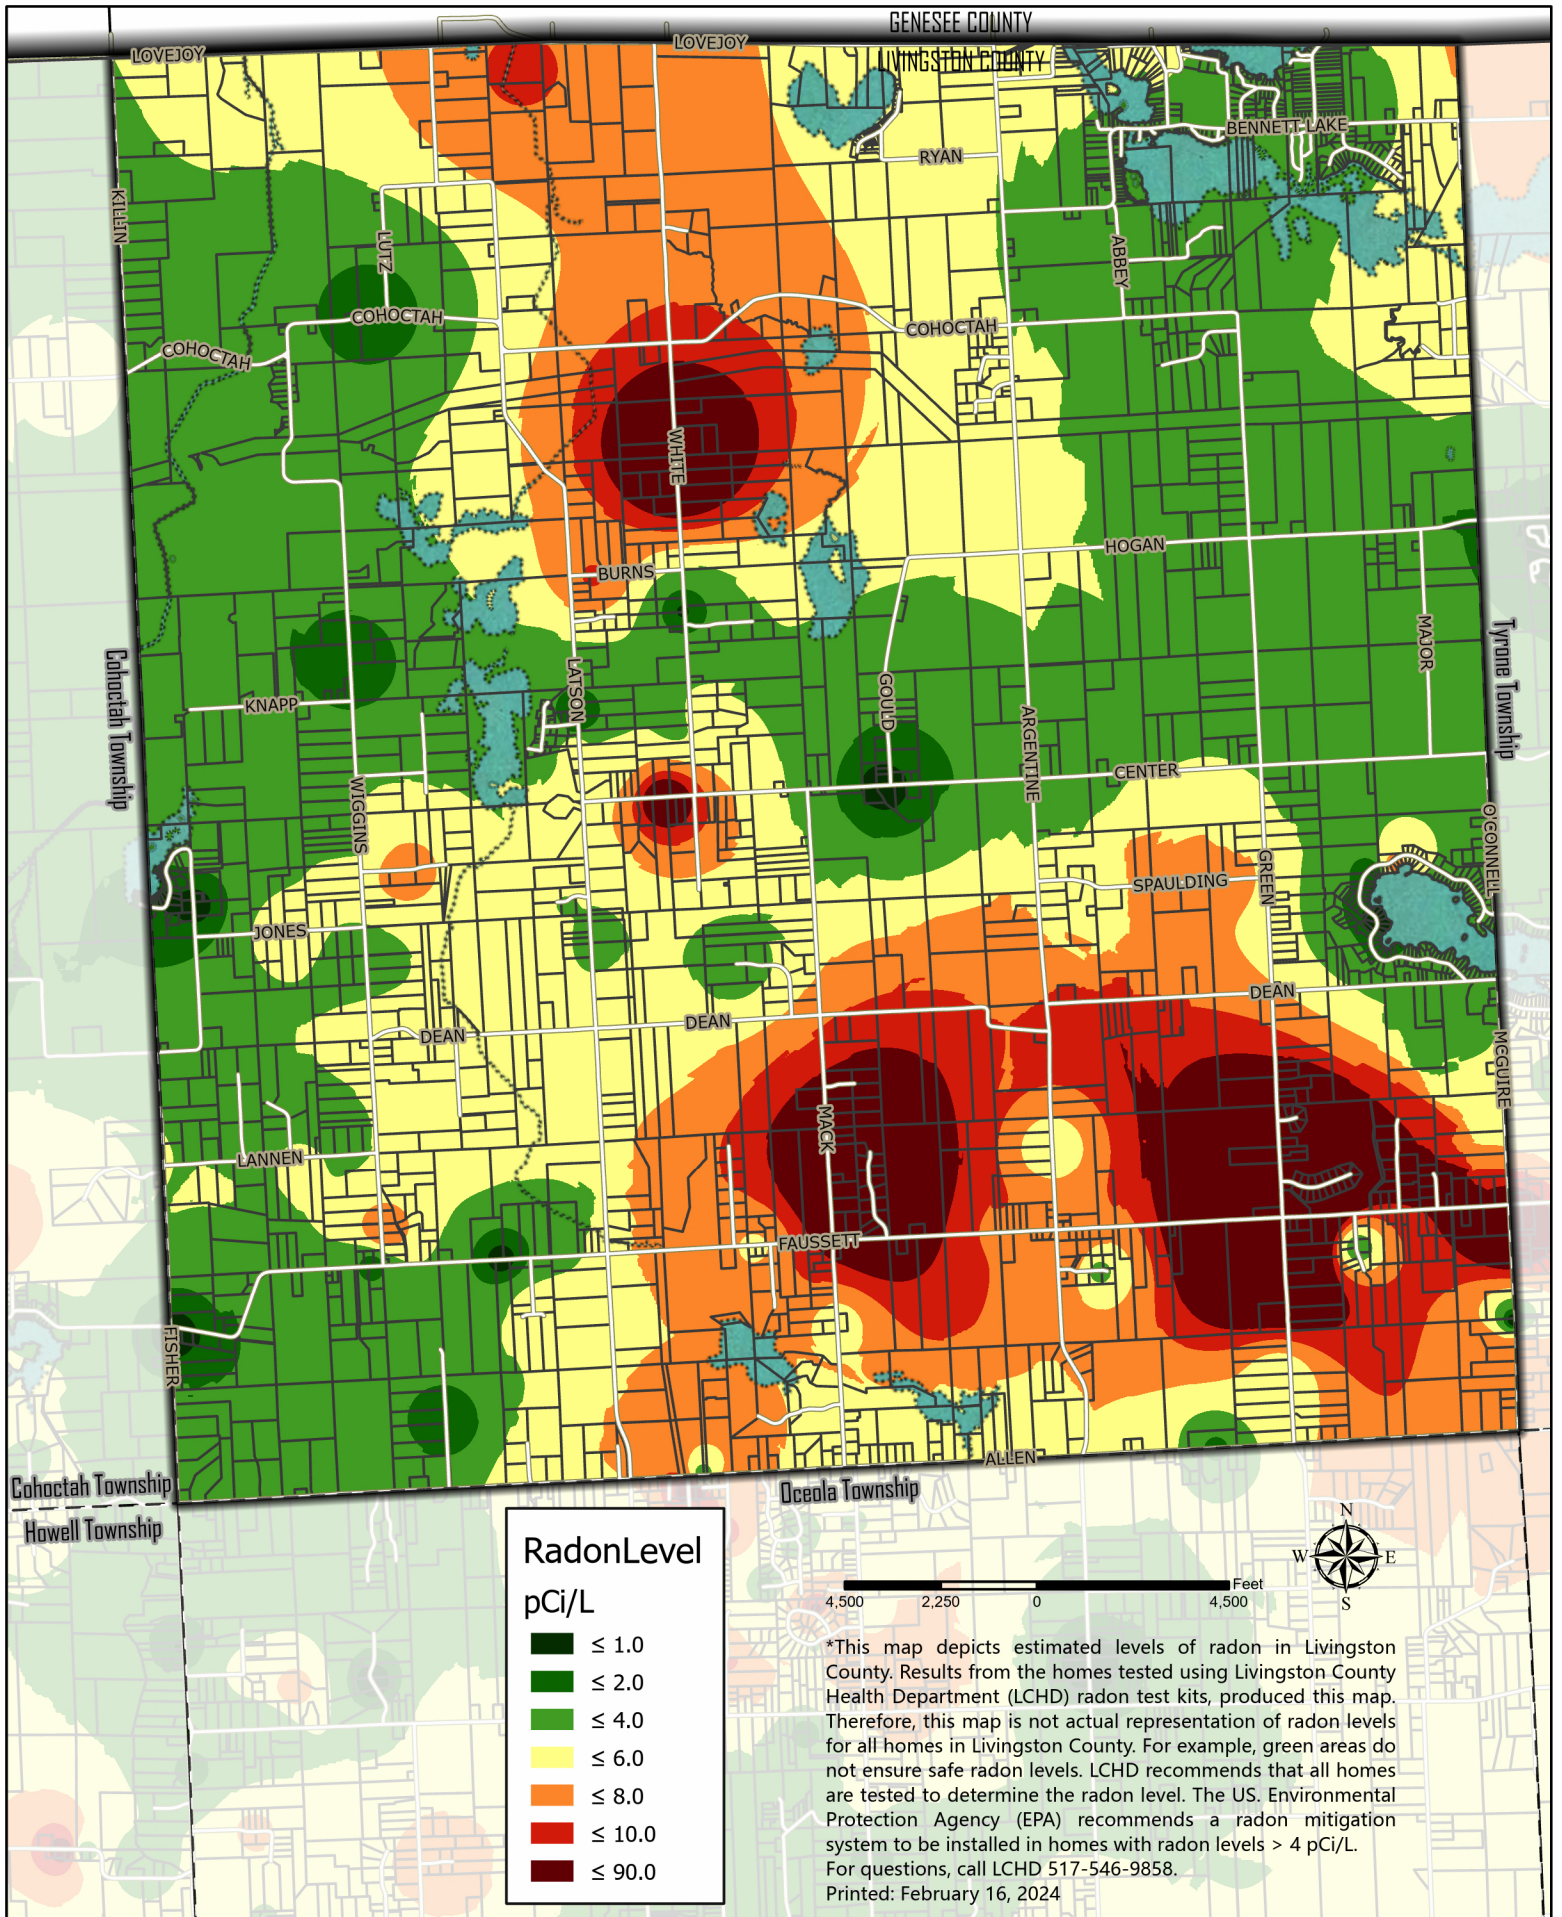 GENESEE COUNTY
LOVEJOY
LOVEJOY
LIVINGSTON COUNTY
BENNETT LAKE
RYAN
KILLIN
LUTZ
ABBEY
COHOCTAH
COHOCTAH
COHOCTAH
WHITE
HOGAN
BURNS
MAJOR
Tyrone Township
Cohoctah Township
KNAPP
LATSON
GOULD
ARGENTINE
CENTER
WIGGINS
O'CONNELL
GREEN
SPAULDING
JONES
DEAN
DEAN
DEAN
MCGUIRE
MACK
LANNEN
FAUSSETT
FISHER
ALLEN
Cohoctah Township
Oceola Township
Howell Township
RadonLevel
pCi/L
≤ 1.0
≤ 2.0
≤ 4.0
≤ 6.0
≤ 8.0
≤ 10.0
≤ 90.0
N
W E
S
Feet
4,500 2,250 0 4,500
*This map depicts estimated levels of radon in Livingston
County. Results from the homes tested using Livingston County
Health Department (LCHD) radon test kits, produced this map.
Therefore, this map is not actual representation of radon levels
for all homes in Livingston County. For example, green areas do
not ensure safe radon levels. LCHD recommends that all homes
are tested to determine the radon level. The US. Environmental
Protection Agency (EPA) recommends a radon mitigation
system to be installed in homes with radon levels > 4 pCi/L.
For questions, call LCHD 517-546-9858.
Printed: February 16, 2024